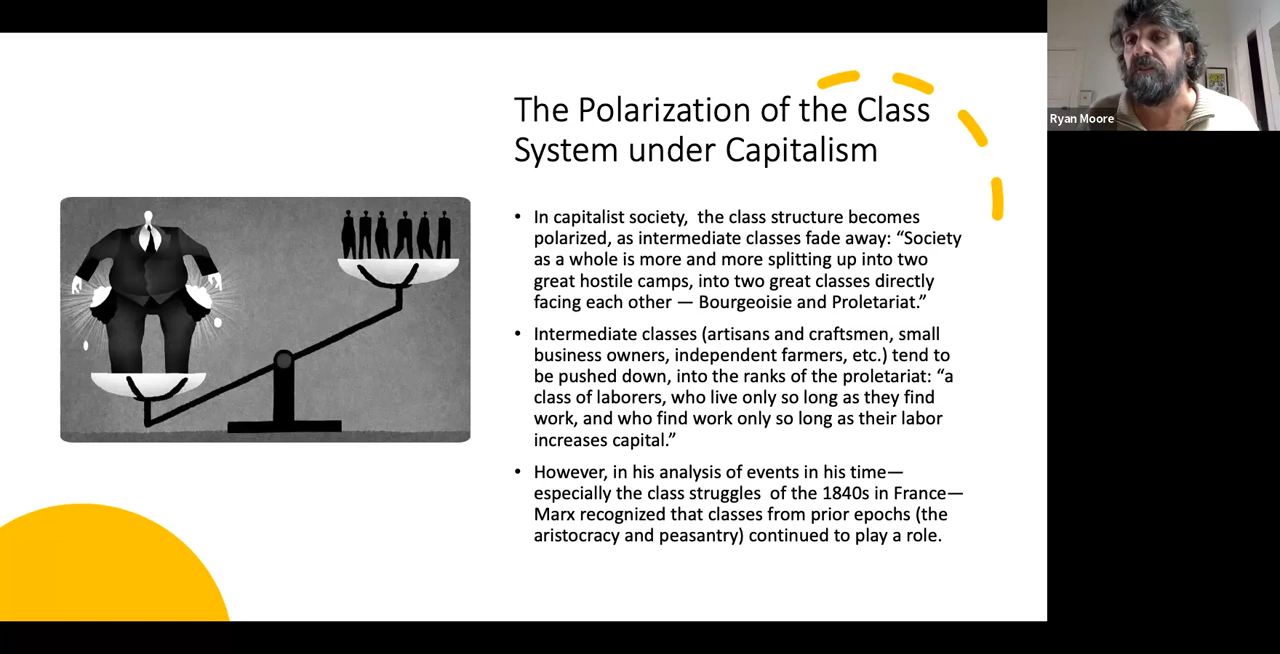 The Polarization of the Class
System under Capitalism
• In capitalist society,  the class structure becomes
polarized, as intermediate classes fade away: “Society
as a whole is more and more splitting up into two
great hostile camps, into two great classes directly
facing each other — Bourgeoisie and Proletariat.”
• Intermediate classes (artisans and craftsmen, small
business owners, independent farmers, etc.) tend to
be pushed down, into the ranks of the proletariat: “a
class of laborers, who live only so long as they find
work, and who find work only so long as their labor
increases capital.”
• However, in his analysis of events in his time—
especially the class struggles  of the 1840s in France—
Marx recognized that classes from prior epochs (the
aristocracy and peasantry) continued to play a role.
Ryan Moore